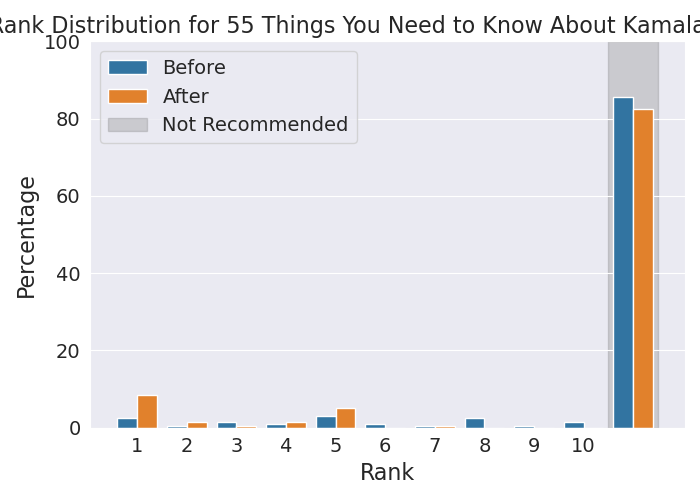 Rank Distribution for 55 Things You Need to Know About Kamala
100
80
60
40
20
0
Percentage
Before
After
Not Recommended
1 2 3 4 5 6 7 8 9 10
Rank